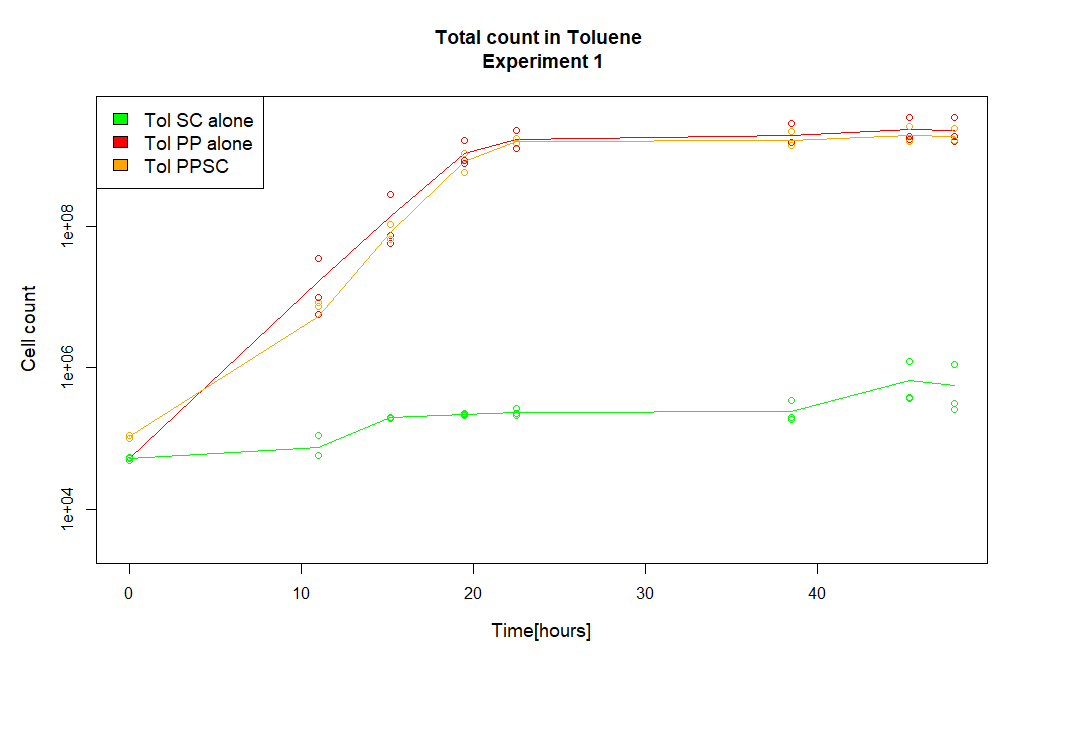 Total count in Toluene
Experiment 1
Tol SC alone
Tol PP alone
Tol PPSC
Cell count
1e+08
1e+06
1e+04
0 10 20 30 40
Time[hours]